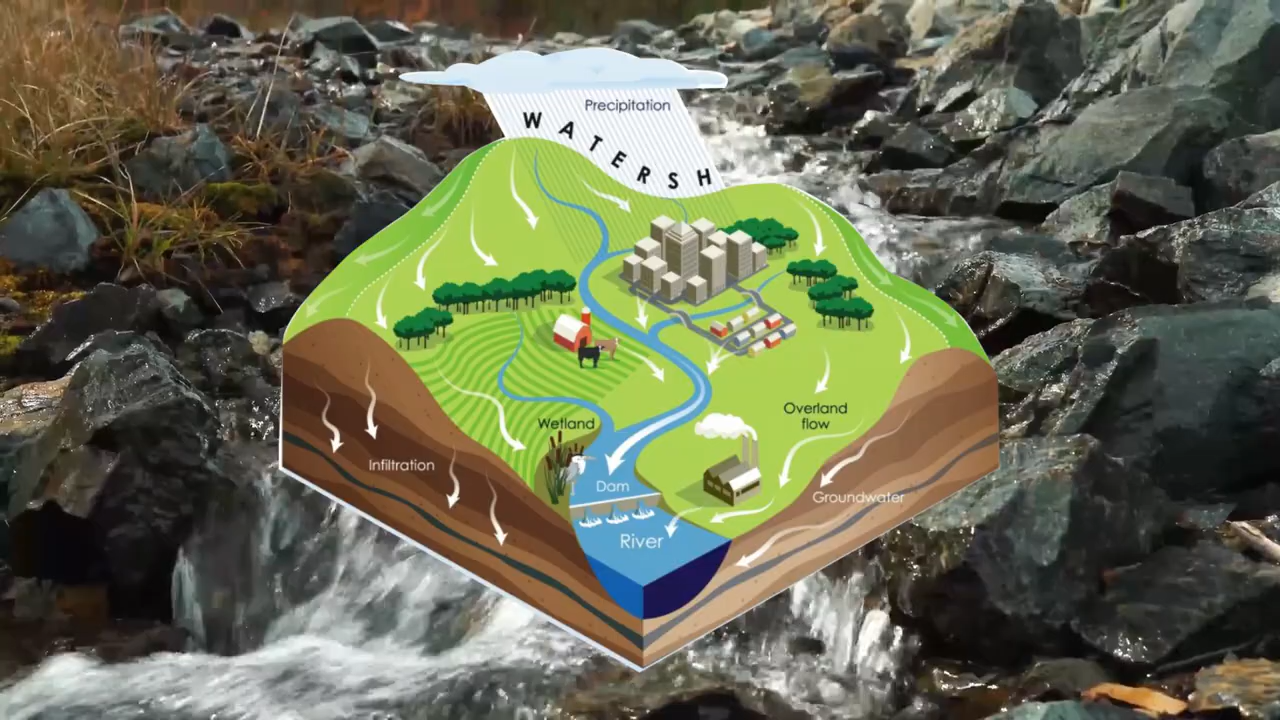 Precipitation
WATERSH
Wetland
Overland
flow
Infiltration
Dam
Groundwater
River